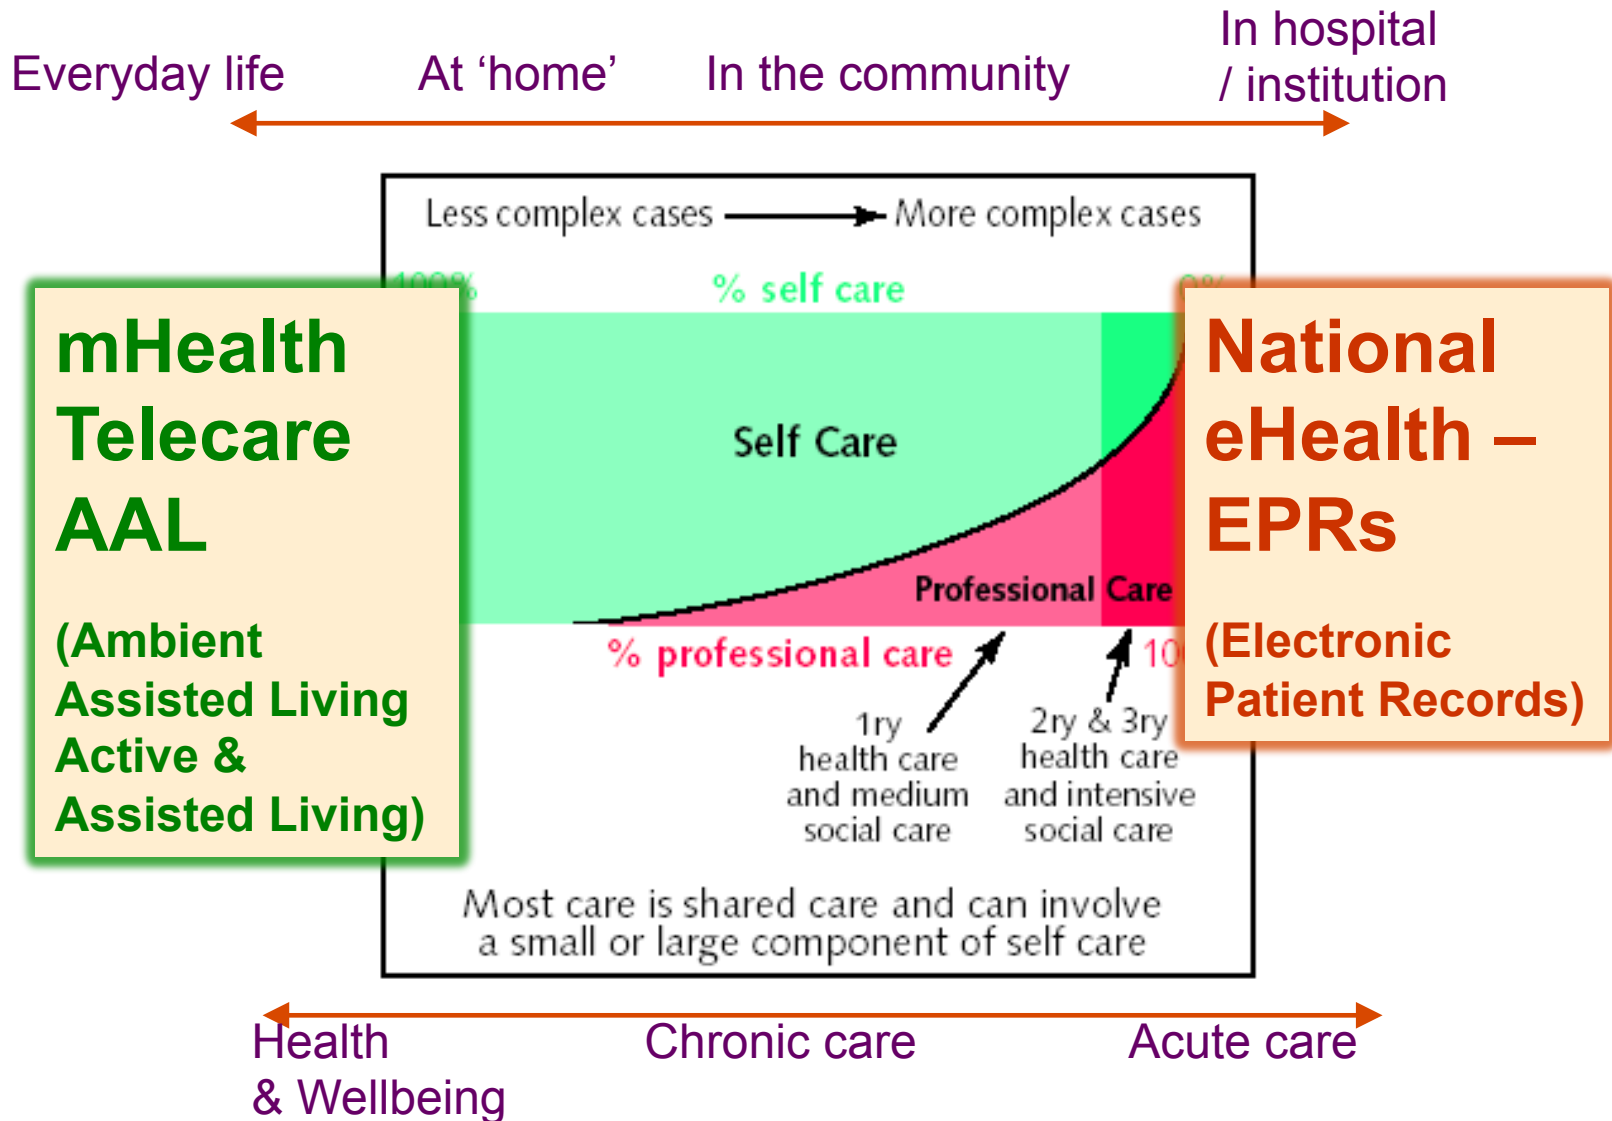 Everyday life
At ‘home’
In the community
In hospital
/ institution
Less complex cases
More complex cases
100%
% self care
0%
mHealth
Telecare
AAL
(Ambient
Assisted Living
Active &
Assisted Living)
Self Care
Professional Care
National
eHealth –
EPRs
(Electronic
Patient Records)
% professional care
1ry
health care
and medium
social care
2ry & 3ry
health care
and intensive
social care
Most care is shared care and can involve
a small or large component of self care
Health
& Wellbeing
Chronic care
Acute care